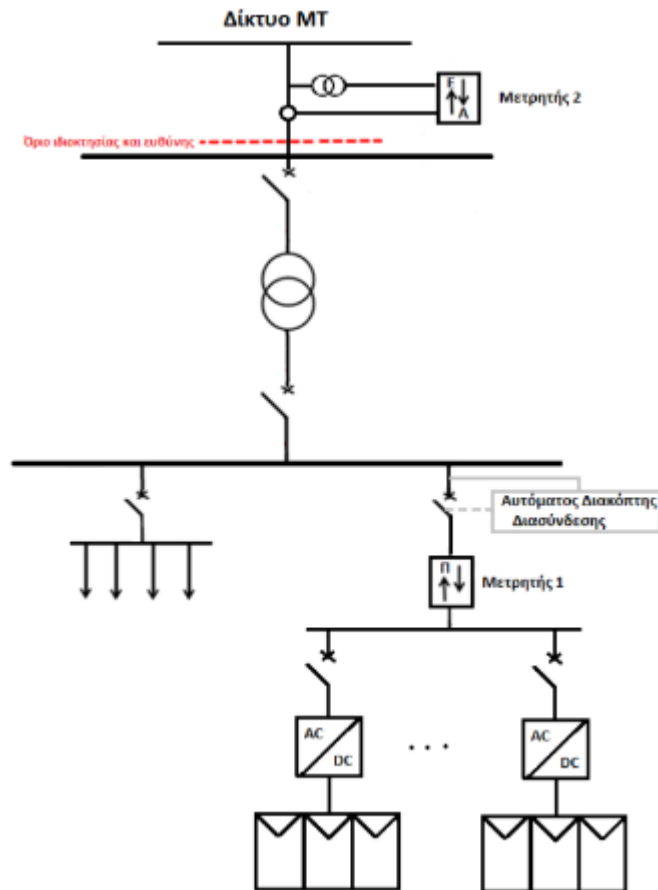 Δίκτυο ΜΤ
F
Λ
Μετρητής 2
Όριο ιδιοκτησίας και ευθύνης
Αυτόματος Διακόπτης
Διασύνδεσης
Π
Μετρητής 1
AC
DC
. . .
AC
DC